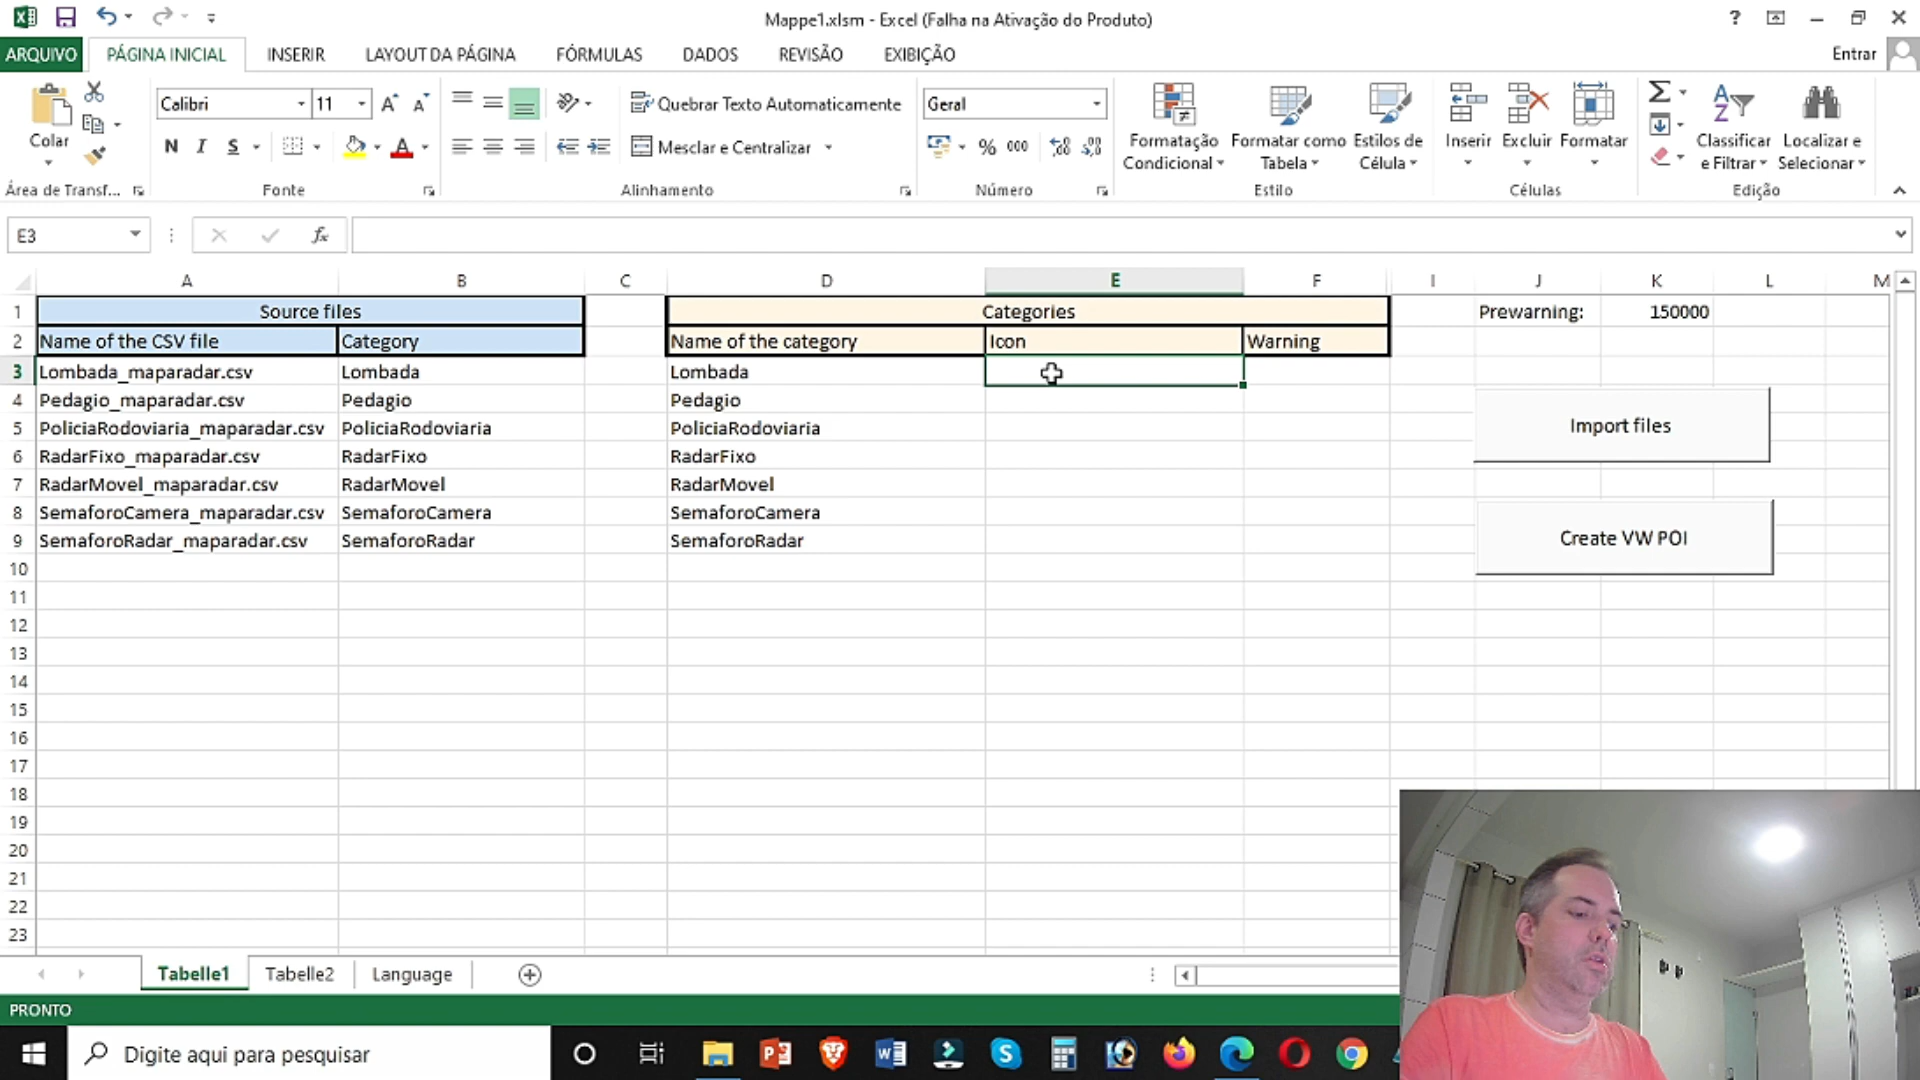 Mappe1.xlsm - Excel (Falha na Ativação do Produto)
?
ARQUIVO PÁGINA INICIAL INSERIR LAYOUT DA PÁGINA FÓRMULAS DADOS REVISÃO EXIBIÇÃO Entrar
Colar
Calibri 11
N I S
Quebrar Texto Automaticamente
Mesclar e Centralizar
Geral
% 000
Formatação Condicional
Formatar como Tabela
Estilos de Célula
Inserir Excluir Formatar
Classificar e Filtrar
Localizar e Selecionar
Área de Transf... Fonte Alinhamento Número Estilo Células Edição
E3 fx
A B C D E F I J K L M
1 Source files Categories Prewarning: 150000
2 Name of the CSV file Category Name of the category Icon Warning
3 Lombada_maparadar.csv Lombada Lombada
4 Pedagio_maparadar.csv Pedagio Pedagio
5 PoliciaRodoviaria_maparadar.csv PoliciaRodoviaria PoliciaRodoviaria
6 RadarFixo_maparadar.csv RadarFixo RadarFixo
7 RadarMovel_maparadar.csv RadarMovel RadarMovel
8 SemaforoCamera_maparadar.csv SemaforoCamera SemaforoCamera
9 SemaforoRadar_maparadar.csv SemaforoRadar SemaforoRadar
Import files
Create VW POI
10
11
12
13
14
15
16
17
18
19
20
21
22
23
Tabelle1 Tabelle2 Language
PRONTO
Digite aqui para pesquisar